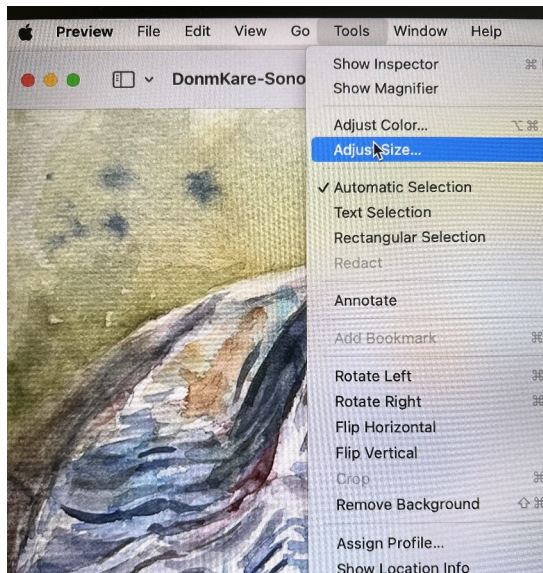 Preview File Edit View Go Tools Window Help
DonmKare-Sono
Show Inspector ⌘
Show Magnifier
Adjust Color... ⌥⌘
Adjust Size...
✓ Automatic Selection
Text Selection
Rectangular Selection
Redact
Annotate
Add Bookmark ⌘
Rotate Left ⌘
Rotate Right ⌘
Flip Horizontal
Flip Vertical
Crop ⌘
Remove Background ⇧⌘
Assign Profile...
Show Location Info